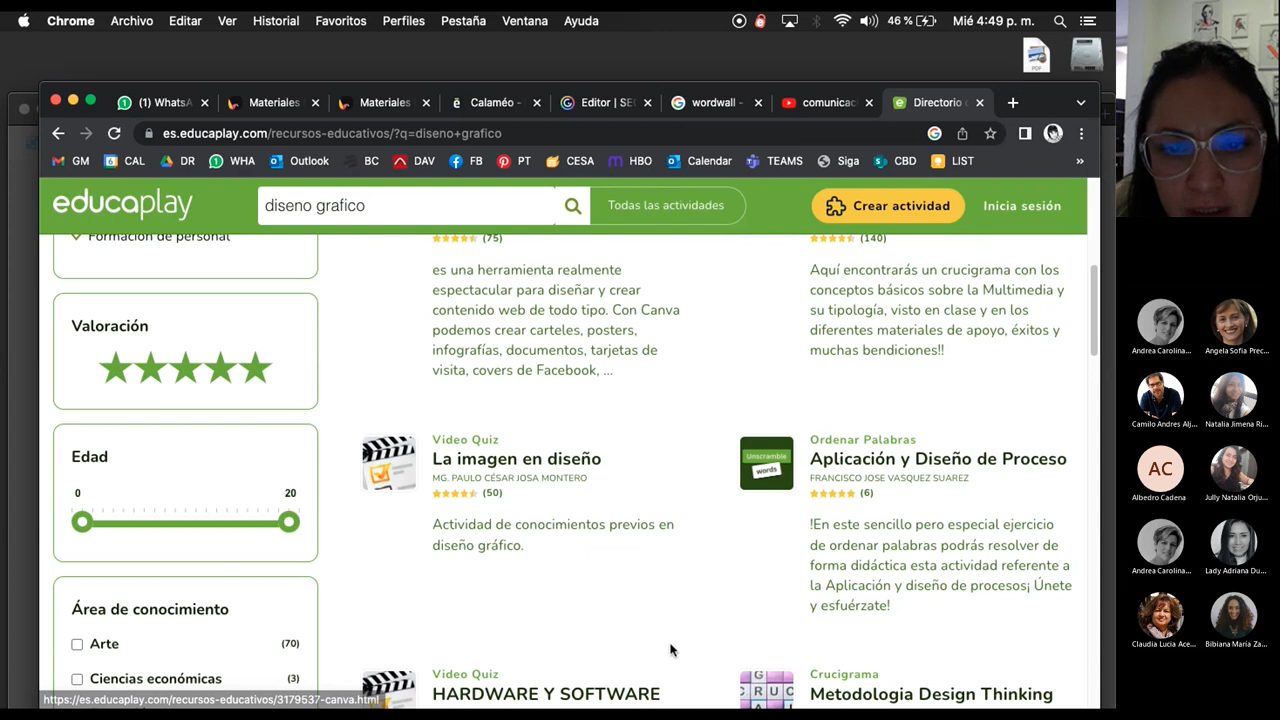 Chrome Archivo Editar Ver Historial Favoritos Perfiles Pestaña Ventana Ayuda
46 % Mié 4:49 p. m.
PDF
(1) WhatsA
Materiales
Materiales
Calaméo -
Editor | SE
wordwall -
comunicac
Directorio
es.educaplay.com/recursos-educativos/?q=diseno+grafico
GM CAL DR WHA Outlook BC DAV FB PT CESA HBO Calendar TEAMS Siga CBD LIST »
educaplay
diseno grafico
Todas las actividades
Crear actividad
Inicia sesión
Formación de personal
Valoración
Edad
0 20
Área de conocimiento
Arte (70)
Ciencias económicas (3)
(75)
es una herramienta realmente
espectacular para diseñar y crear
contenido web de todo tipo. Con Canva
podemos crear carteles, posters,
infografías, documentos, tarjetas de
visita, covers de Facebook, ...
(140)
Aquí encontrarás un crucigrama con los
conceptos básicos sobre la Multimedia y
su tipología, visto en clase y en los
diferentes materiales de apoyo, éxitos y
muchas bendiciones!!
Video Quiz
La imagen en diseño
MG. PAULO CÉSAR JOSA MONTERO
(50)
Actividad de conocimientos previos en
diseño gráfico.
Unscramble
words
Ordenar Palabras
Aplicación y Diseño de Proceso
FRANCISCO JOSE VASQUEZ SUAREZ
(6)
!En este sencillo pero especial ejercicio
de ordenar palabras podrás resolver de
forma didáctica esta actividad referente a
la Aplicación y diseño de procesos¡ Únete
y esfuérzate!
Video Quiz
HARDWARE Y SOFTWARE
Crucigrama
Metodologia Design Thinking
https://es.educaplay.com/recursos-educativos/3179537-canva.html
Andrea Carolina...
Angela Sofia Prec...
Camilo Andres Alj...
Natalia Jimena Ri...
AC
Albedro Cadena
Jully Natalia Orju...
Andrea Carolina...
Lady Adriana Du...
Claudia Lucia Ace...
Bibiana María Za...